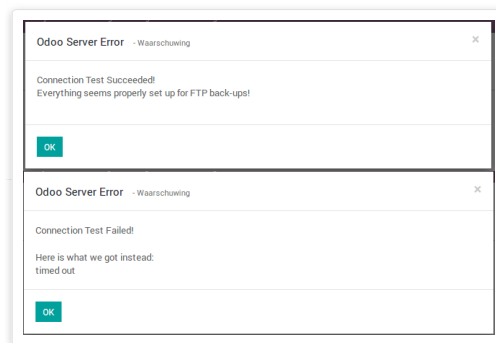 Odoo Server Error - Waarschuwing ×
Connection Test Succeeded!
Everything seems properly set up for FTP back-ups!
OK
Odoo Server Error - Waarschuwing ×
Connection Test Failed!
Here is what we got instead:
timed out
OK